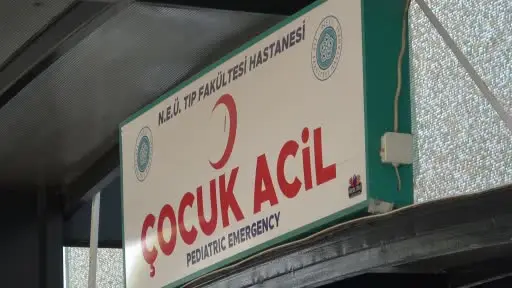 N.E.Ü. TIP FAKÜLTESİ HASTANESİ
ÇOCUK ACİL
PEDIATRIC EMERGENCY